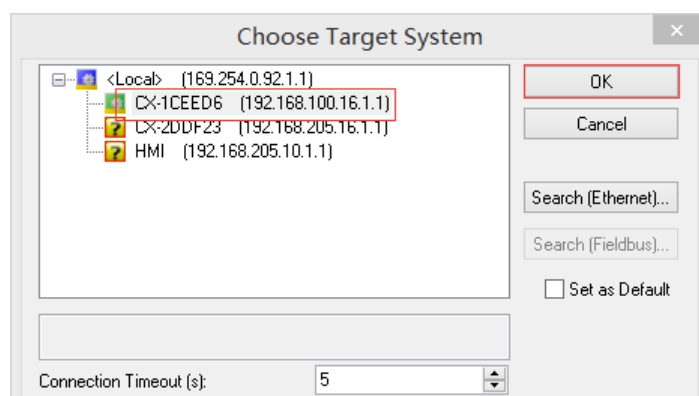 Choose Target System
<Local> (169.254.0.92.1.1)
CX-1CEED6 (192.168.100.16.1.1)
CX-2DDF23 (192.168.205.16.1.1)
HMI (192.168.205.10.1.1)
OK
Cancel
Search (Ethernet)...
Search (Fieldbus)...
Set as Default
Connection Timeout (s):
5